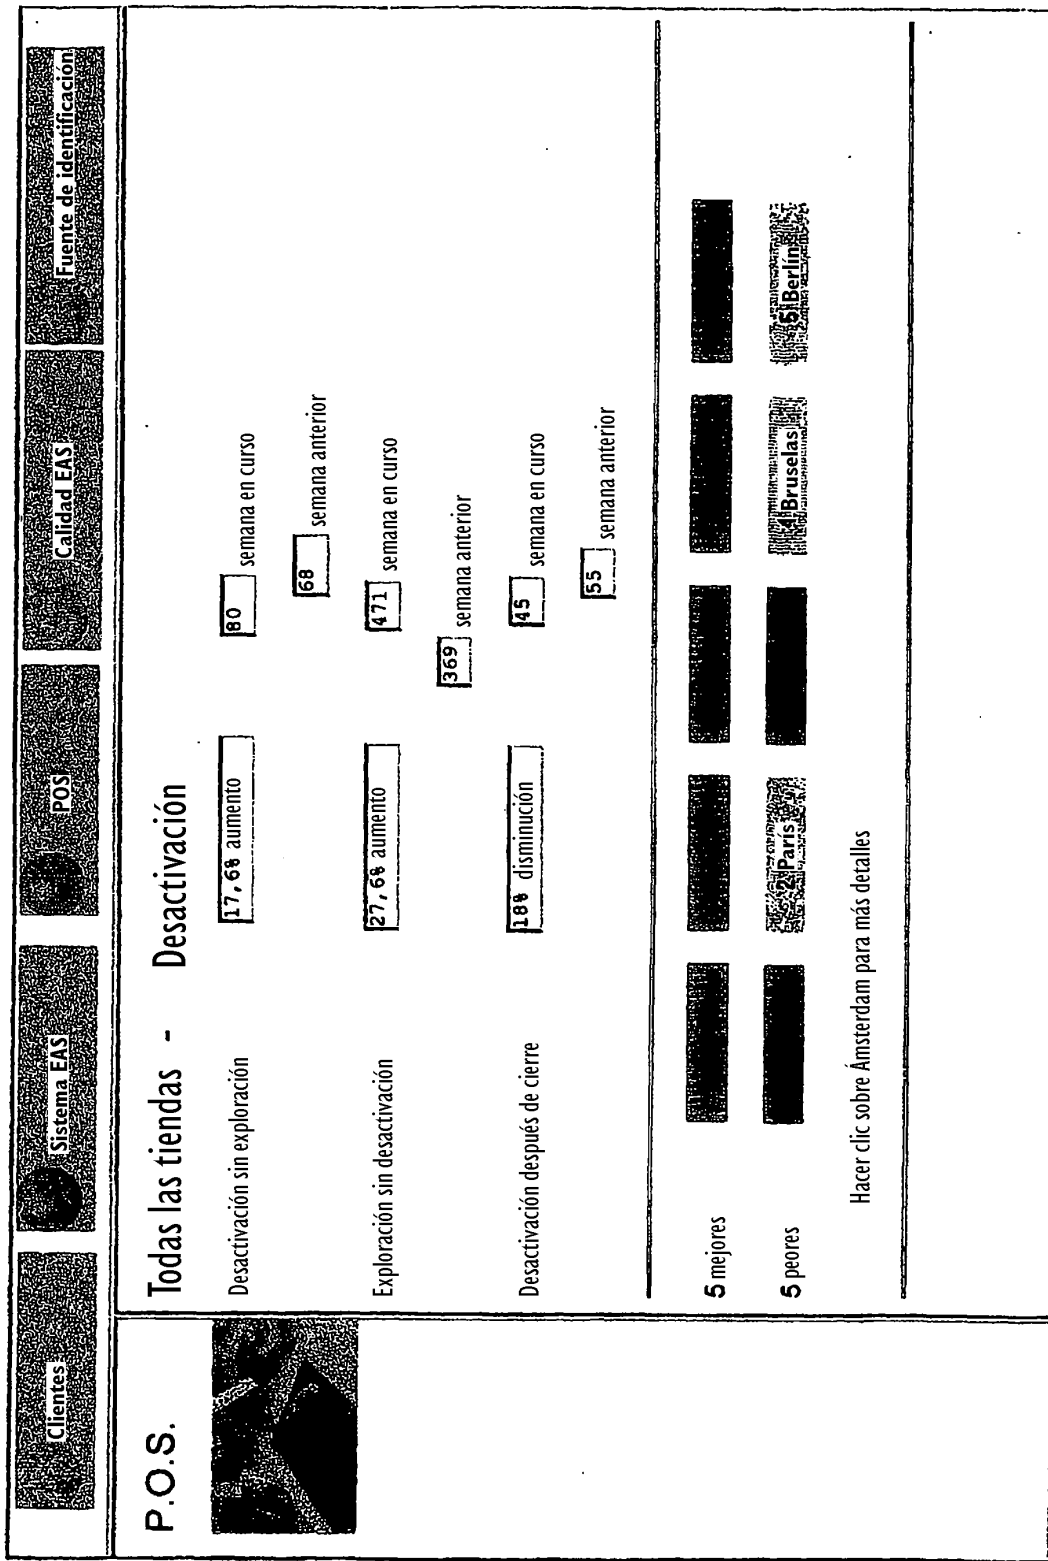 Clientes
Sistema EAS
POS
Calidad EAS
Fuente de identificación
P.O.S.
Todas las tiendas - Desactivación
Desactivación sin exploración
17,6% aumento
80 semana en curso
68 semana anterior
Exploración sin desactivación
27,6% aumento
471 semana en curso
369 semana anterior
Desactivación después de cierre
18% disminución
45 semana en curso
55 semana anterior
5 mejores
5 peores
2 París
4 Bruselas
5 Berlín
Hacer clic sobre Ámsterdam para más detalles